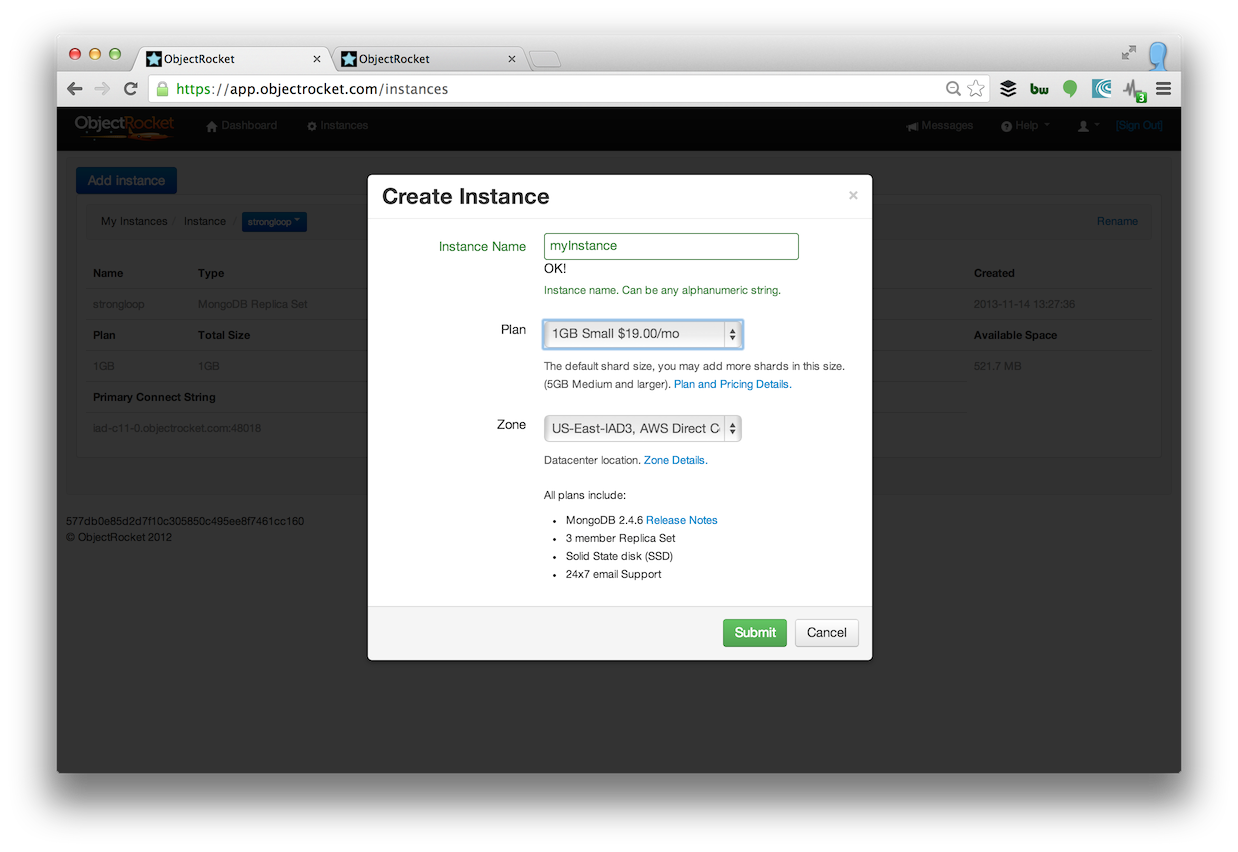 ObjectRocket
ObjectRocket
https://app.objectrocket.com/instances
bw
3
ObjectRocket
Dashboard
Instances
Messages
Help
[Sign Out]
Add instance
My Instances / Instance / strongloop
Rename
Name Type Created
strongloop MongoDB Replica Set 2013-11-14 13:27:36
Plan Total Size Available Space
1GB 1GB 521.7 MB
Primary Connect String
iad-c11-0.objectrocket.com:48018
577db0e85d2d7f10c305850c495ee8f7461cc160
© ObjectRocket 2012
Create Instance
×
Instance Name myInstance
OK!
Instance name. Can be any alphanumeric string.
Plan 1GB Small $19.00/mo
The default shard size, you may add more shards in this size.
(5GB Medium and larger). Plan and Pricing Details.
Zone US-East-IAD3, AWS Direct C
Datacenter location. Zone Details.
All plans include:
• MongoDB 2.4.6 Release Notes
• 3 member Replica Set
• Solid State disk (SSD)
• 24x7 email Support
Submit
Cancel